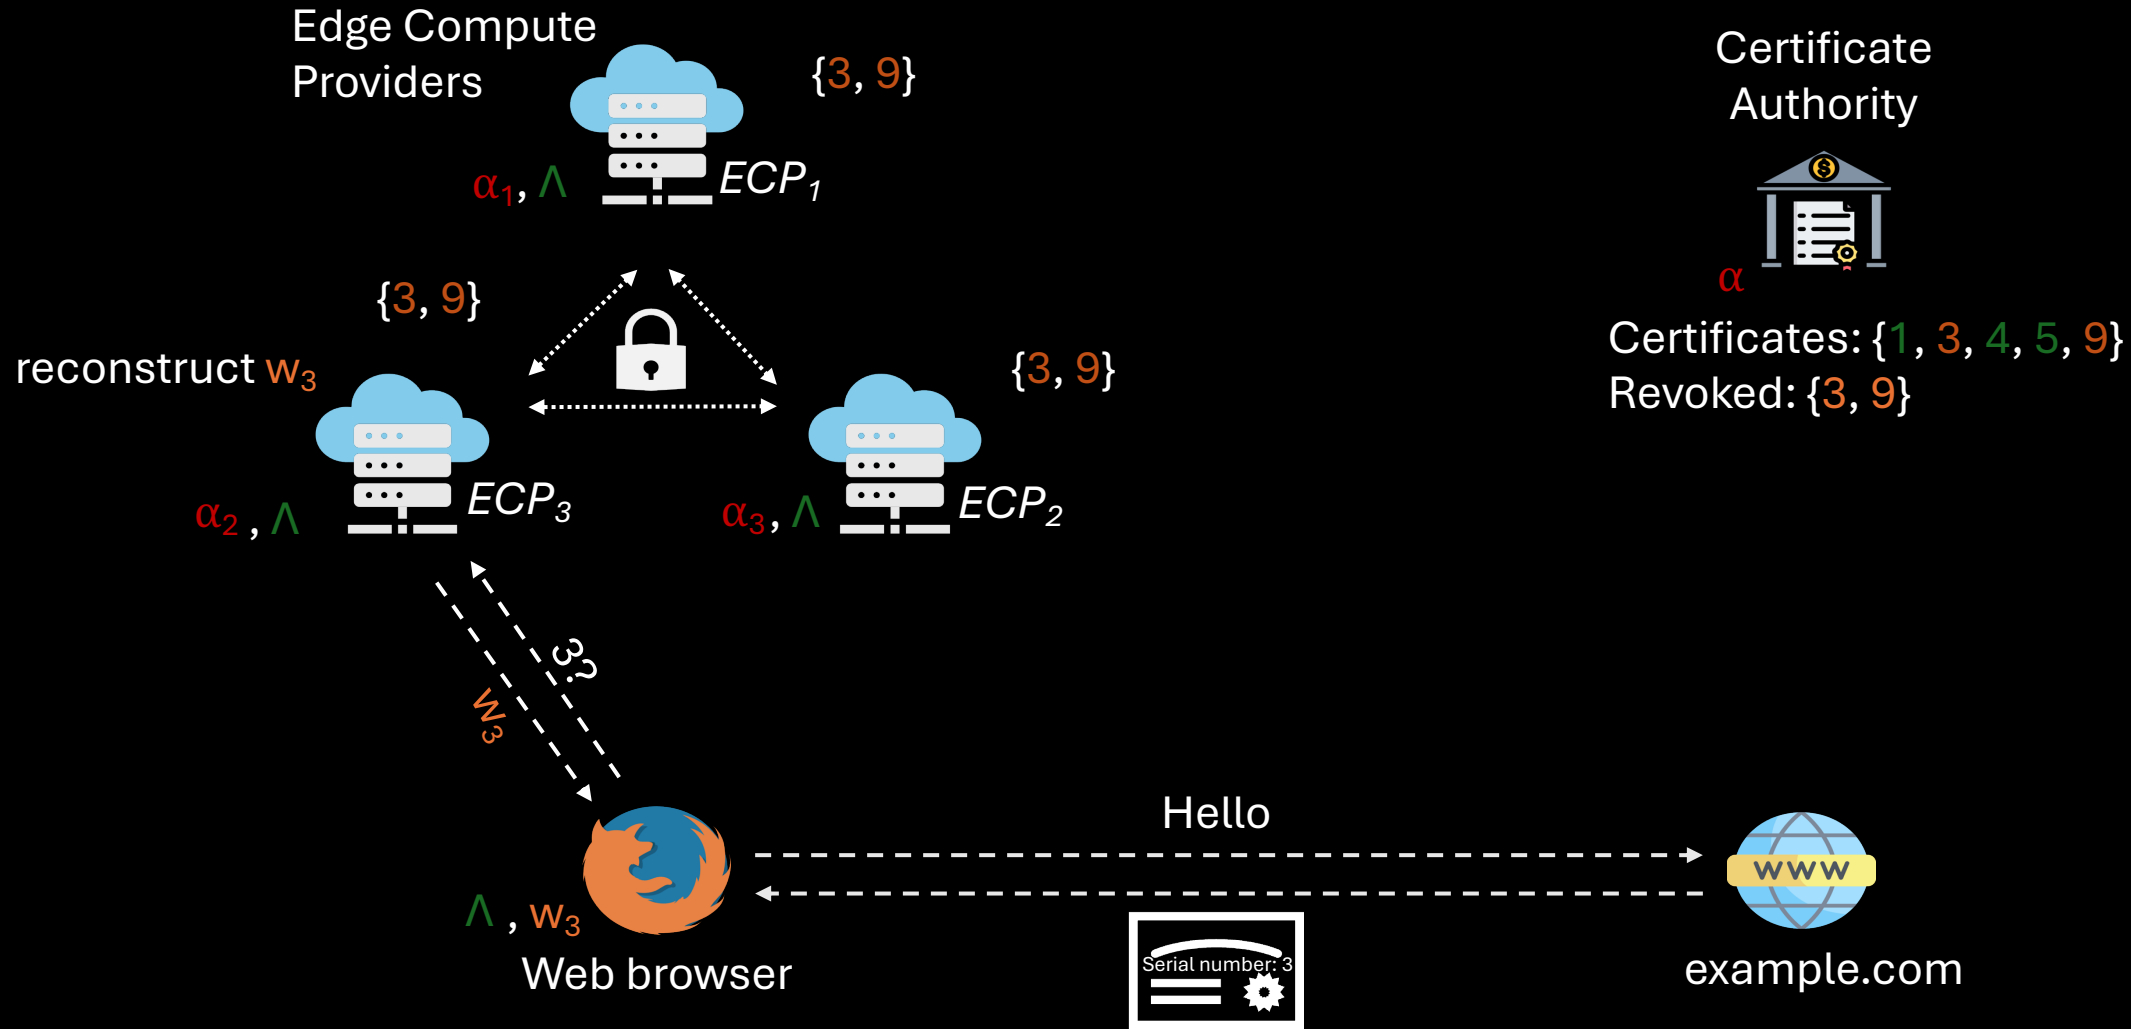 Edge Compute
Providers
{3, 9}
Certificate
Authority
α₁, Λ
ECP₁
{3, 9}
α
reconstruct w₃
{3, 9}
Certificates: {1, 3, 4, 5, 9}
Revoked: {3, 9}
α₂ , Λ
ECP₃
α₃, Λ
ECP₂
3?
w₃
Hello
WWW
Λ , w₃
Web browser
Serial number: 3
example.com